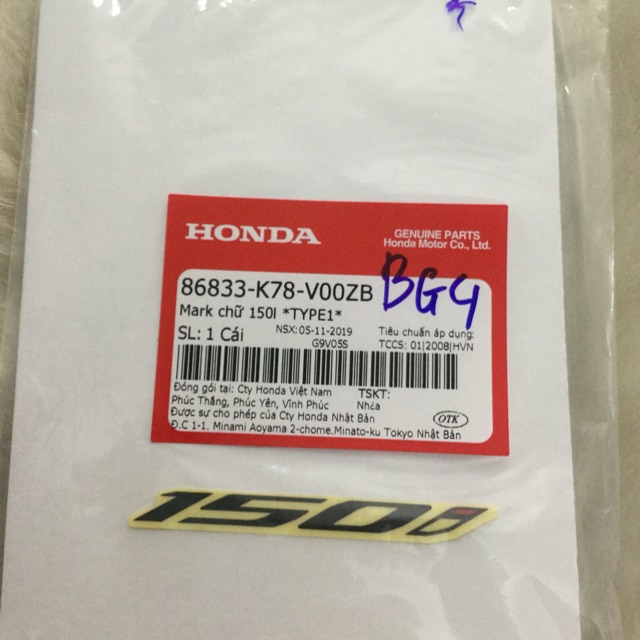 HONDA
GENUINE PARTS
Honda Motor Co., Ltd.
86833-K78-V00ZB
BGG
Mark chữ 150I *TYPE1*
SL: 1 Cái
NSX:05-11-2019
G9V05S
Tiêu chuẩn áp dụng:
TCCS: 01|2008|HVN
Đóng gói tại: Cty Honda Việt Nam
TSKT:
Phúc Thắng, Phúc Yên, Vĩnh Phúc
Nhựa
Được sự cho phép của Cty Honda Nhật Bản
OTK
Đ.C 1-1. Minami Aoyama 2-chome.Minato-ku Tokyo Nhật Bản
150i